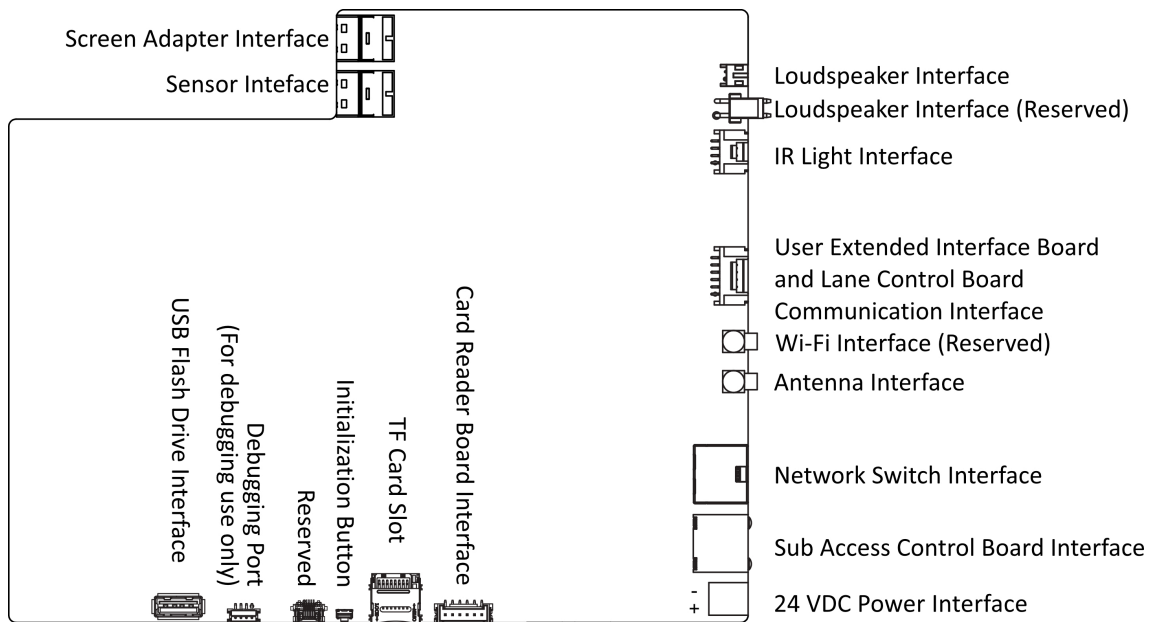 Screen Adapter Interface
Sensor Inteface
Loudspeaker Interface
Loudspeaker Interface (Reserved)
IR Light Interface
User Extended Interface Board
and Lane Control Board
Communication Interface
Wi-Fi Interface (Reserved)
Antenna Interface
Network Switch Interface
Sub Access Control Board Interface
-
+
24 VDC Power Interface
USB Flash Drive Interface
Debugging Port
(For debugging use only)
Reserved
Initialization Button
TF Card Slot
Card Reader Board Interface